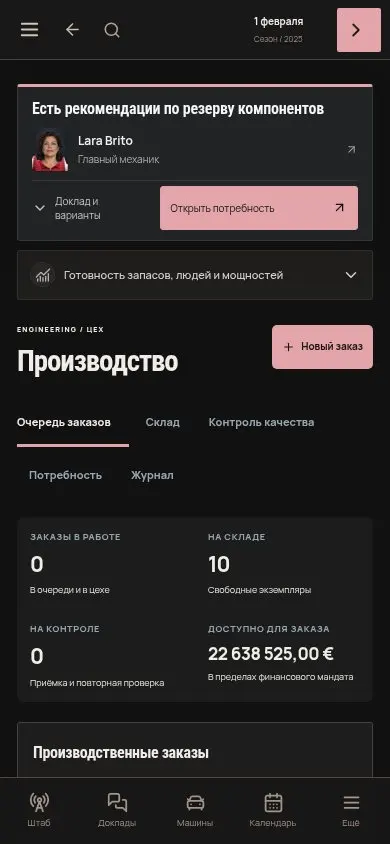 1 февраля
Сезон / 2025
Есть рекомендации по резерву компонентов
Lara Brito
Главный механик
Доклад и
варианты
Открыть потребность
Готовность запасов, людей и мощностей
ENGINEERING / ЦЕХ
Производство
Новый заказ
Очередь заказов
Склад
Контроль качества
Потребность
Журнал
ЗАКАЗЫ В РАБОТЕ
0
В очереди и в цехе
НА СКЛАДЕ
10
Свободные экземпляры
НА КОНТРОЛЕ
0
Приёмка и повторная проверка
ДОСТУПНО ДЛЯ ЗАКАЗА
22 638 525,00 €
В пределах финансового мандата
Производственные заказы
Штаб
Доклады
Машины
Календарь
Ещё